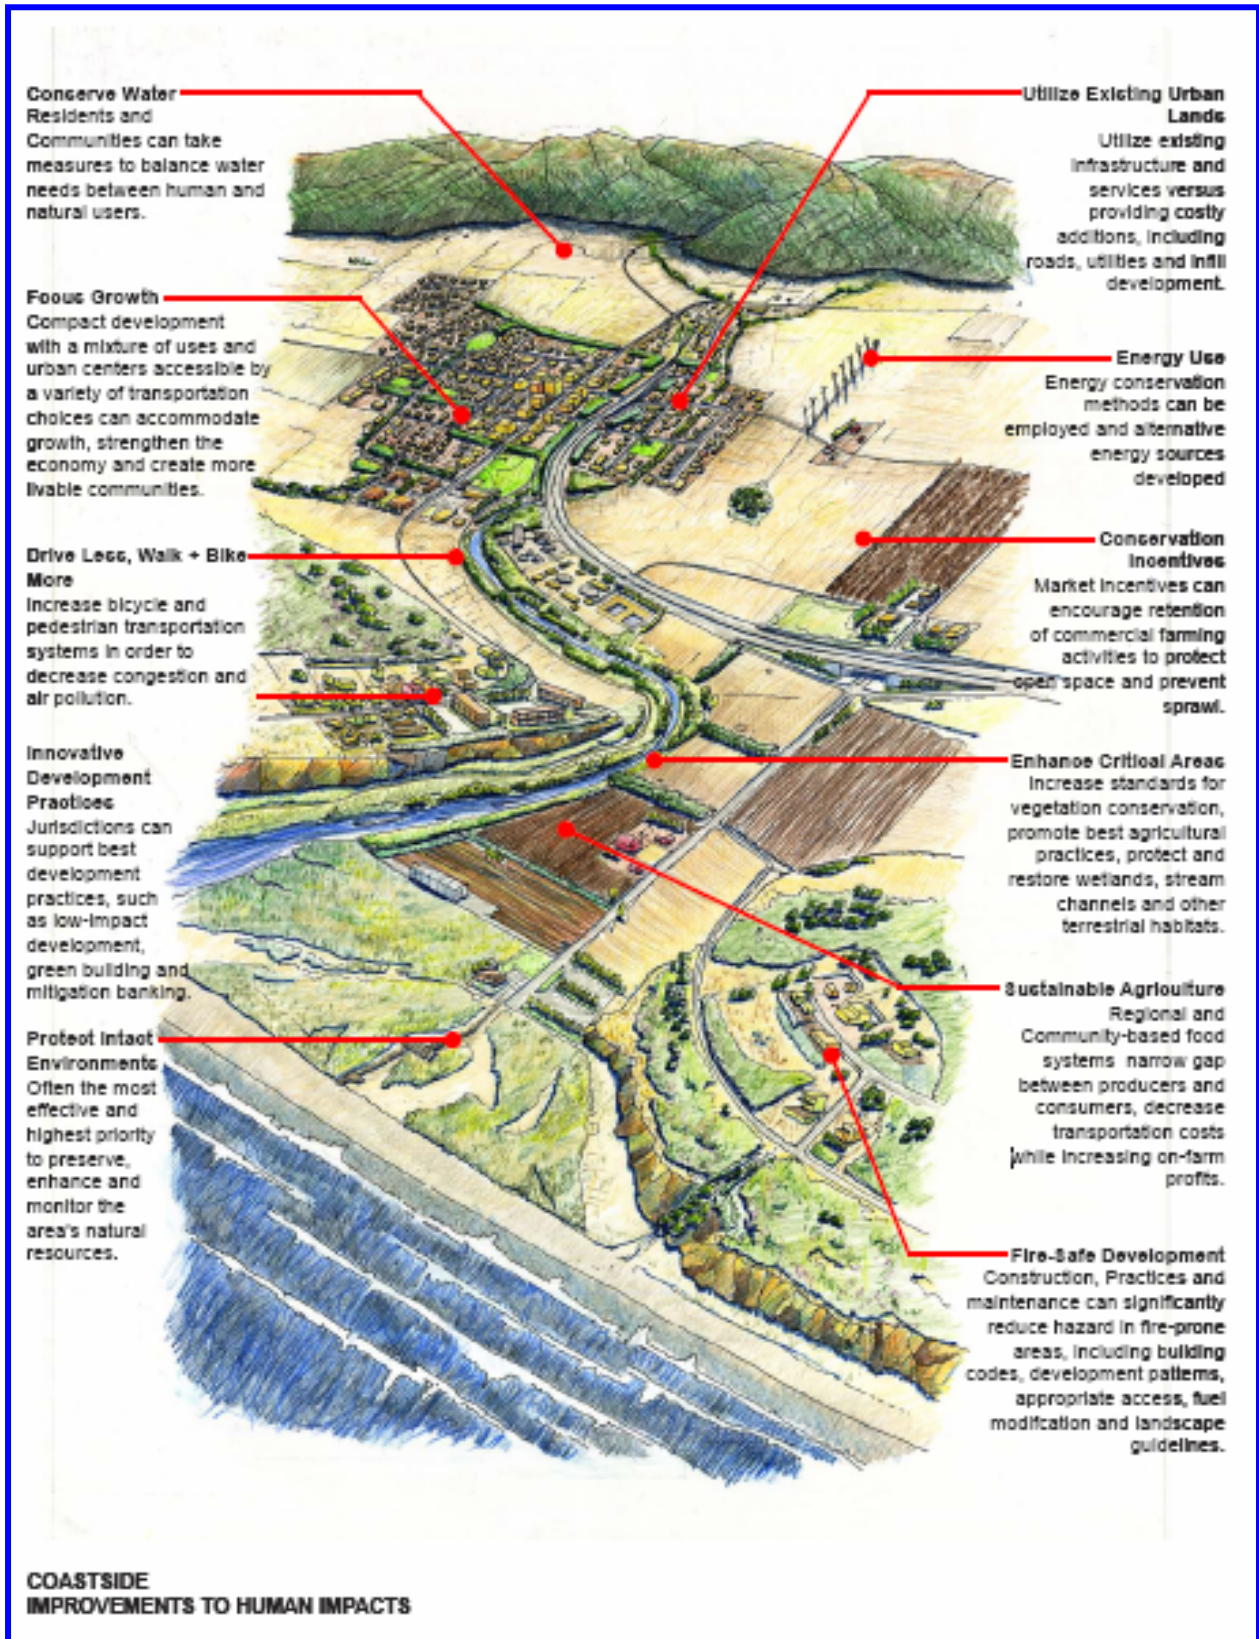 Conserve Water
Residents and
Communities can take
measures to balance water
needs between human and
natural users.
Focus Growth
Compact development
with a mixture of uses and
urban centers accessible by
a variety of transportation
choices can accommodate
growth, strengthen the
economy and create more
livable communities.
Drive Less, Walk + Bike
More
Increase bicycle and
pedestrian transportation
systems in order to
decrease congestion and
air pollution.
Innovative
Development
Practices
Jurisdictions can
support best
development
practices, such
as low-impact
development,
green building and
mitigation banking.
Protect Intact
Environments
Often the most
effective and
highest priority
to preserve,
enhance and
monitor the
area's natural
resources.
Utilize Existing Urban
Lands
Utilize existing
infrastructure and
services versus
providing costly
additions, including
roads, utilities and infill
development.
Energy Use
Energy conservation
methods can be
employed and alternative
energy sources
developed
Conservation
Incentives
Market incentives can
encourage retention
of commercial farming
activities to protect
open space and prevent
sprawl.
Enhance Critical Areas
Increase standards for
vegetation conservation,
promote best agricultural
practices, protect and
restore wetlands, stream
channels and other
terrestrial habitats.
Sustainable Agriculture
Regional and
Community-based food
systems narrow gap
between producers and
consumers, decrease
transportation costs
while increasing on-farm
profits.
Fire-Safe Development
Construction, Practices and
maintenance can significantly
reduce hazard in fire-prone
areas, including building
codes, development patterns,
appropriate access, fuel
modifcation and landscape
guidelines.
COASTSIDE
IMPROVEMENTS TO HUMAN IMPACTS